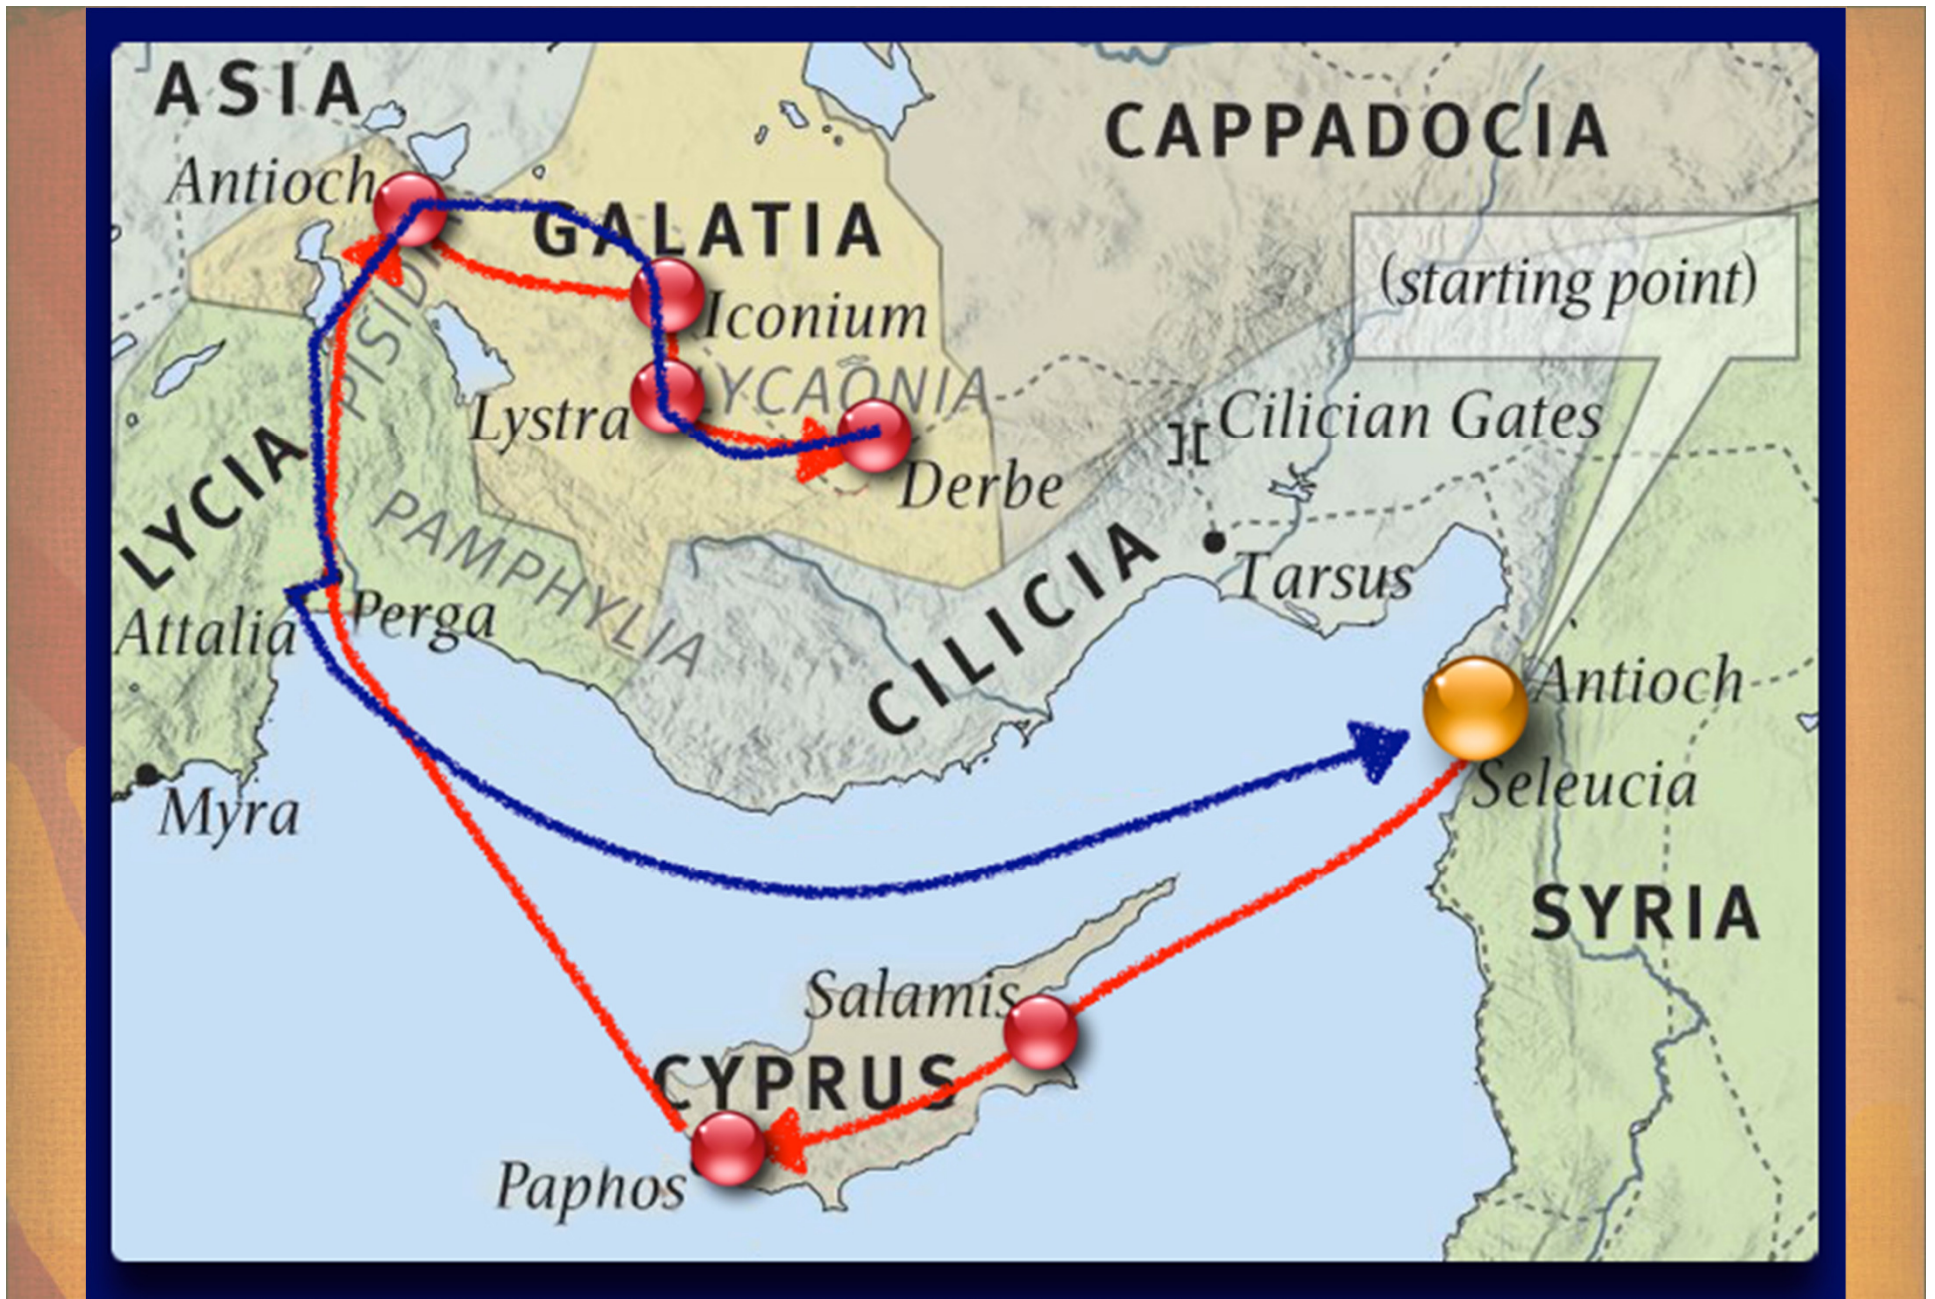 ASIA
CAPPADOCIA
Antioch
GALATIA
(starting point)
PISIDIA
Iconium
LYCAONIA
Lystra
Cilician Gates
Derbe
LYCIA
PAMPHYLIA
CILICIA
Tarsus
Attalia
Perga
Antioch
Seleucia
Myra
SYRIA
Salamis
CYPRUS
Paphos